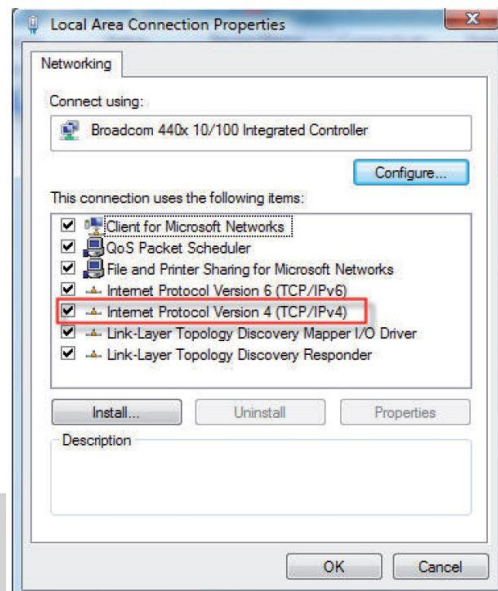 Local Area Connection Properties
Networking
Connect using:
Broadcom 440x 10/100 Integrated Controller
Configure...
This connection uses the following items:
Client for Microsoft Networks
QoS Packet Scheduler
File and Printer Sharing for Microsoft Networks
Internet Protocol Version 6 (TCP/IPv6)
Internet Protocol Version 4 (TCP/IPv4)
Link-Layer Topology Discovery Mapper I/O Driver
Link-Layer Topology Discovery Responder
Install... Uninstall Properties
Description
OK Cancel